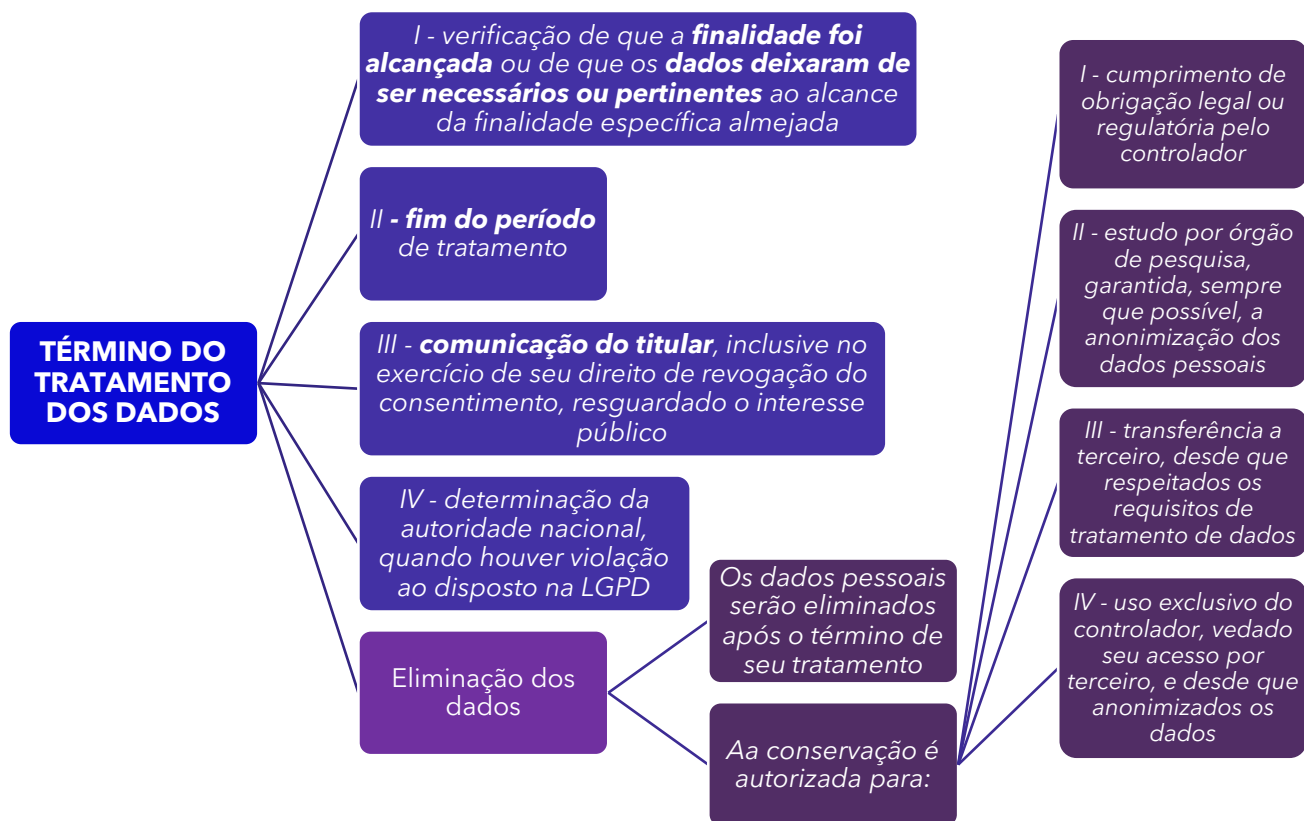 TÉRMINO DO
TRATAMENTO
DOS DADOS
I - verificação de que a finalidade foi
alcançada ou de que os dados deixaram de
ser necessários ou pertinentes ao alcance
da finalidade específica almejada
II - fim do período
de tratamento
III - comunicação do titular, inclusive no
exercício de seu direito de revogação do
consentimento, resguardado o interesse
público
IV - determinação da
autoridade nacional,
quando houver violação
ao disposto na LGPD
Eliminação dos
dados
Os dados pessoais
serão eliminados
após o término de
seu tratamento
Aa conservação é
autorizada para:
I - cumprimento de
obrigação legal ou
regulatória pelo
controlador
II - estudo por órgão
de pesquisa,
garantida, sempre
que possível, a
anonimização dos
dados pessoais
III - transferência a
terceiro, desde que
respeitados os
requisitos de
tratamento de dados
IV - uso exclusivo do
controlador, vedado
seu acesso por
terceiro, e desde que
anonimizados os
dados